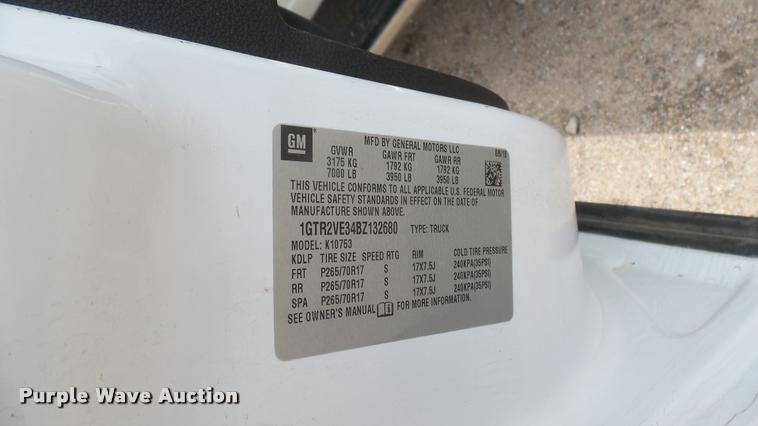 GM
MFD BY GENERAL MOTORS LLC
GVWR GAWR FRT GAWR RR
3175 KG 1792 KG 1792 KG
7000 LB 3950 LB 3950 LB
THIS VEHICLE CONFORMS TO ALL APPLICABLE U.S. FEDERAL MOTOR
VEHICLE SAFETY STANDARDS IN EFFECT ON THE DATE OF
MANUFACTURE SHOWN ABOVE.
1GTR2VE34BZ132680 TYPE: TRUCK
MODEL: K10753
KDLP TIRE SIZE SPEED RTG RIM COLD TIRE PRESSURE
FRT P265/70R17 S 17X7.5J 240KPA(35PSI)
RR P265/70R17 S 17X7.5J 240KPA(35PSI)
SPA P265/70R17 S 17X7.5J 240KPA(35PSI)
SEE OWNER'S MANUAL FOR MORE INFORMATION.
Purple Wave Auction